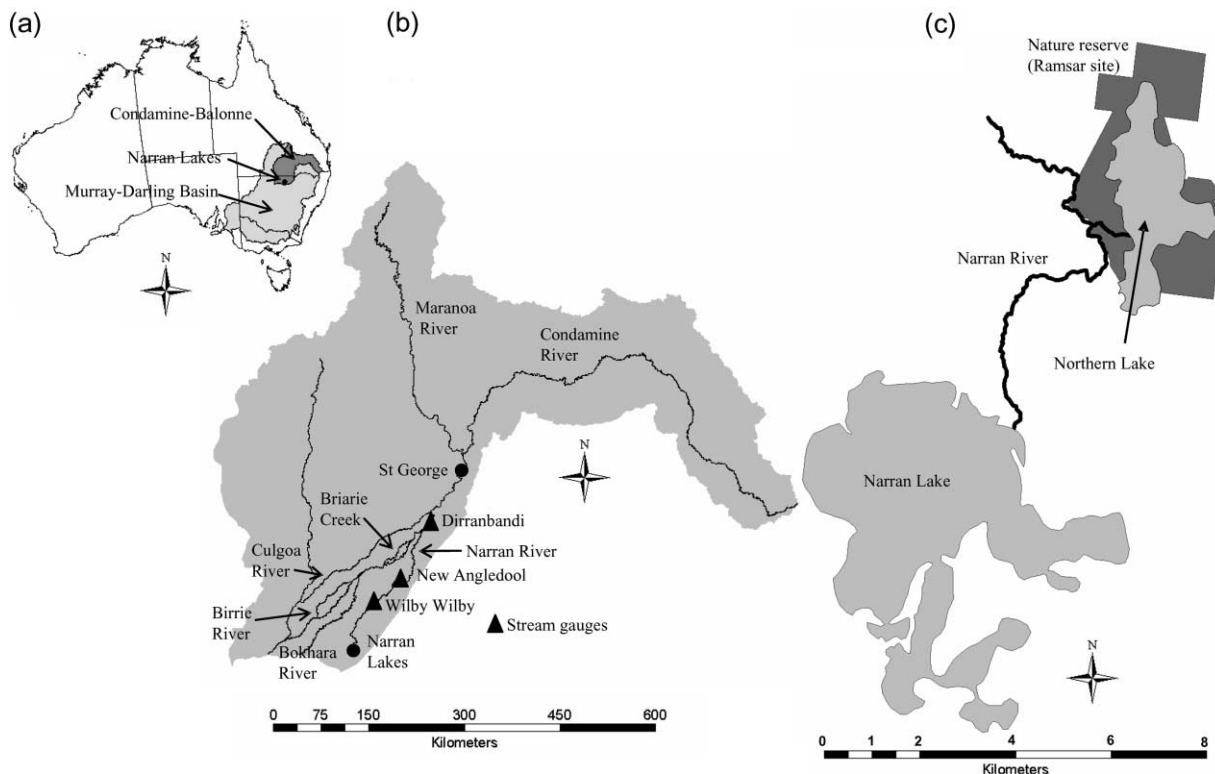 (a)
Condamine-Balonne
Narran Lakes
Murray-Darling Basin
N
(b)
Maranoa
River
Condamine
River
St George
N
Briarie
Creek
Dirranbandi
Culgoa
River
Narran River
New Angledool
Birrie
River
Wilby Wilby
Stream gauges
Bokhara
River
Narran
Lakes
0 75 150 300 450 600
Kilometers
(c)
Nature reserve
(Ramsar site)
Narran River
Northern Lake
Narran Lake
N
0 1 2 4 6 8
Kilometers